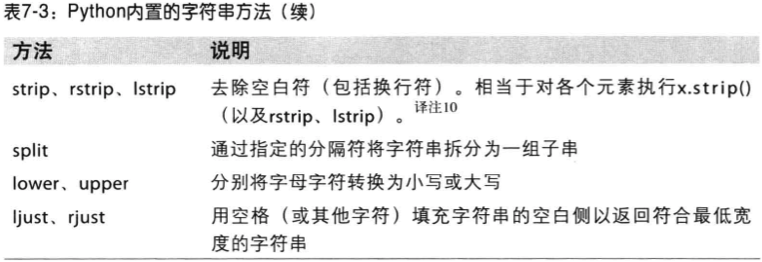 表7-3：Python内置的字符串方法（续）
方法 说明
strip、rstrip、lstrip 去除空白符（包括换行符）。相当于对各个元素执行x.strip()
（以及rstrip、lstrip）。译注10
split 通过指定的分隔符将字符串拆分为一组子串
lower、upper 分别将字母字符转换为小写或大写
ljust、rjust 用空格（或其他字符）填充字符串的空白侧以返回符合最低宽
度的字符串